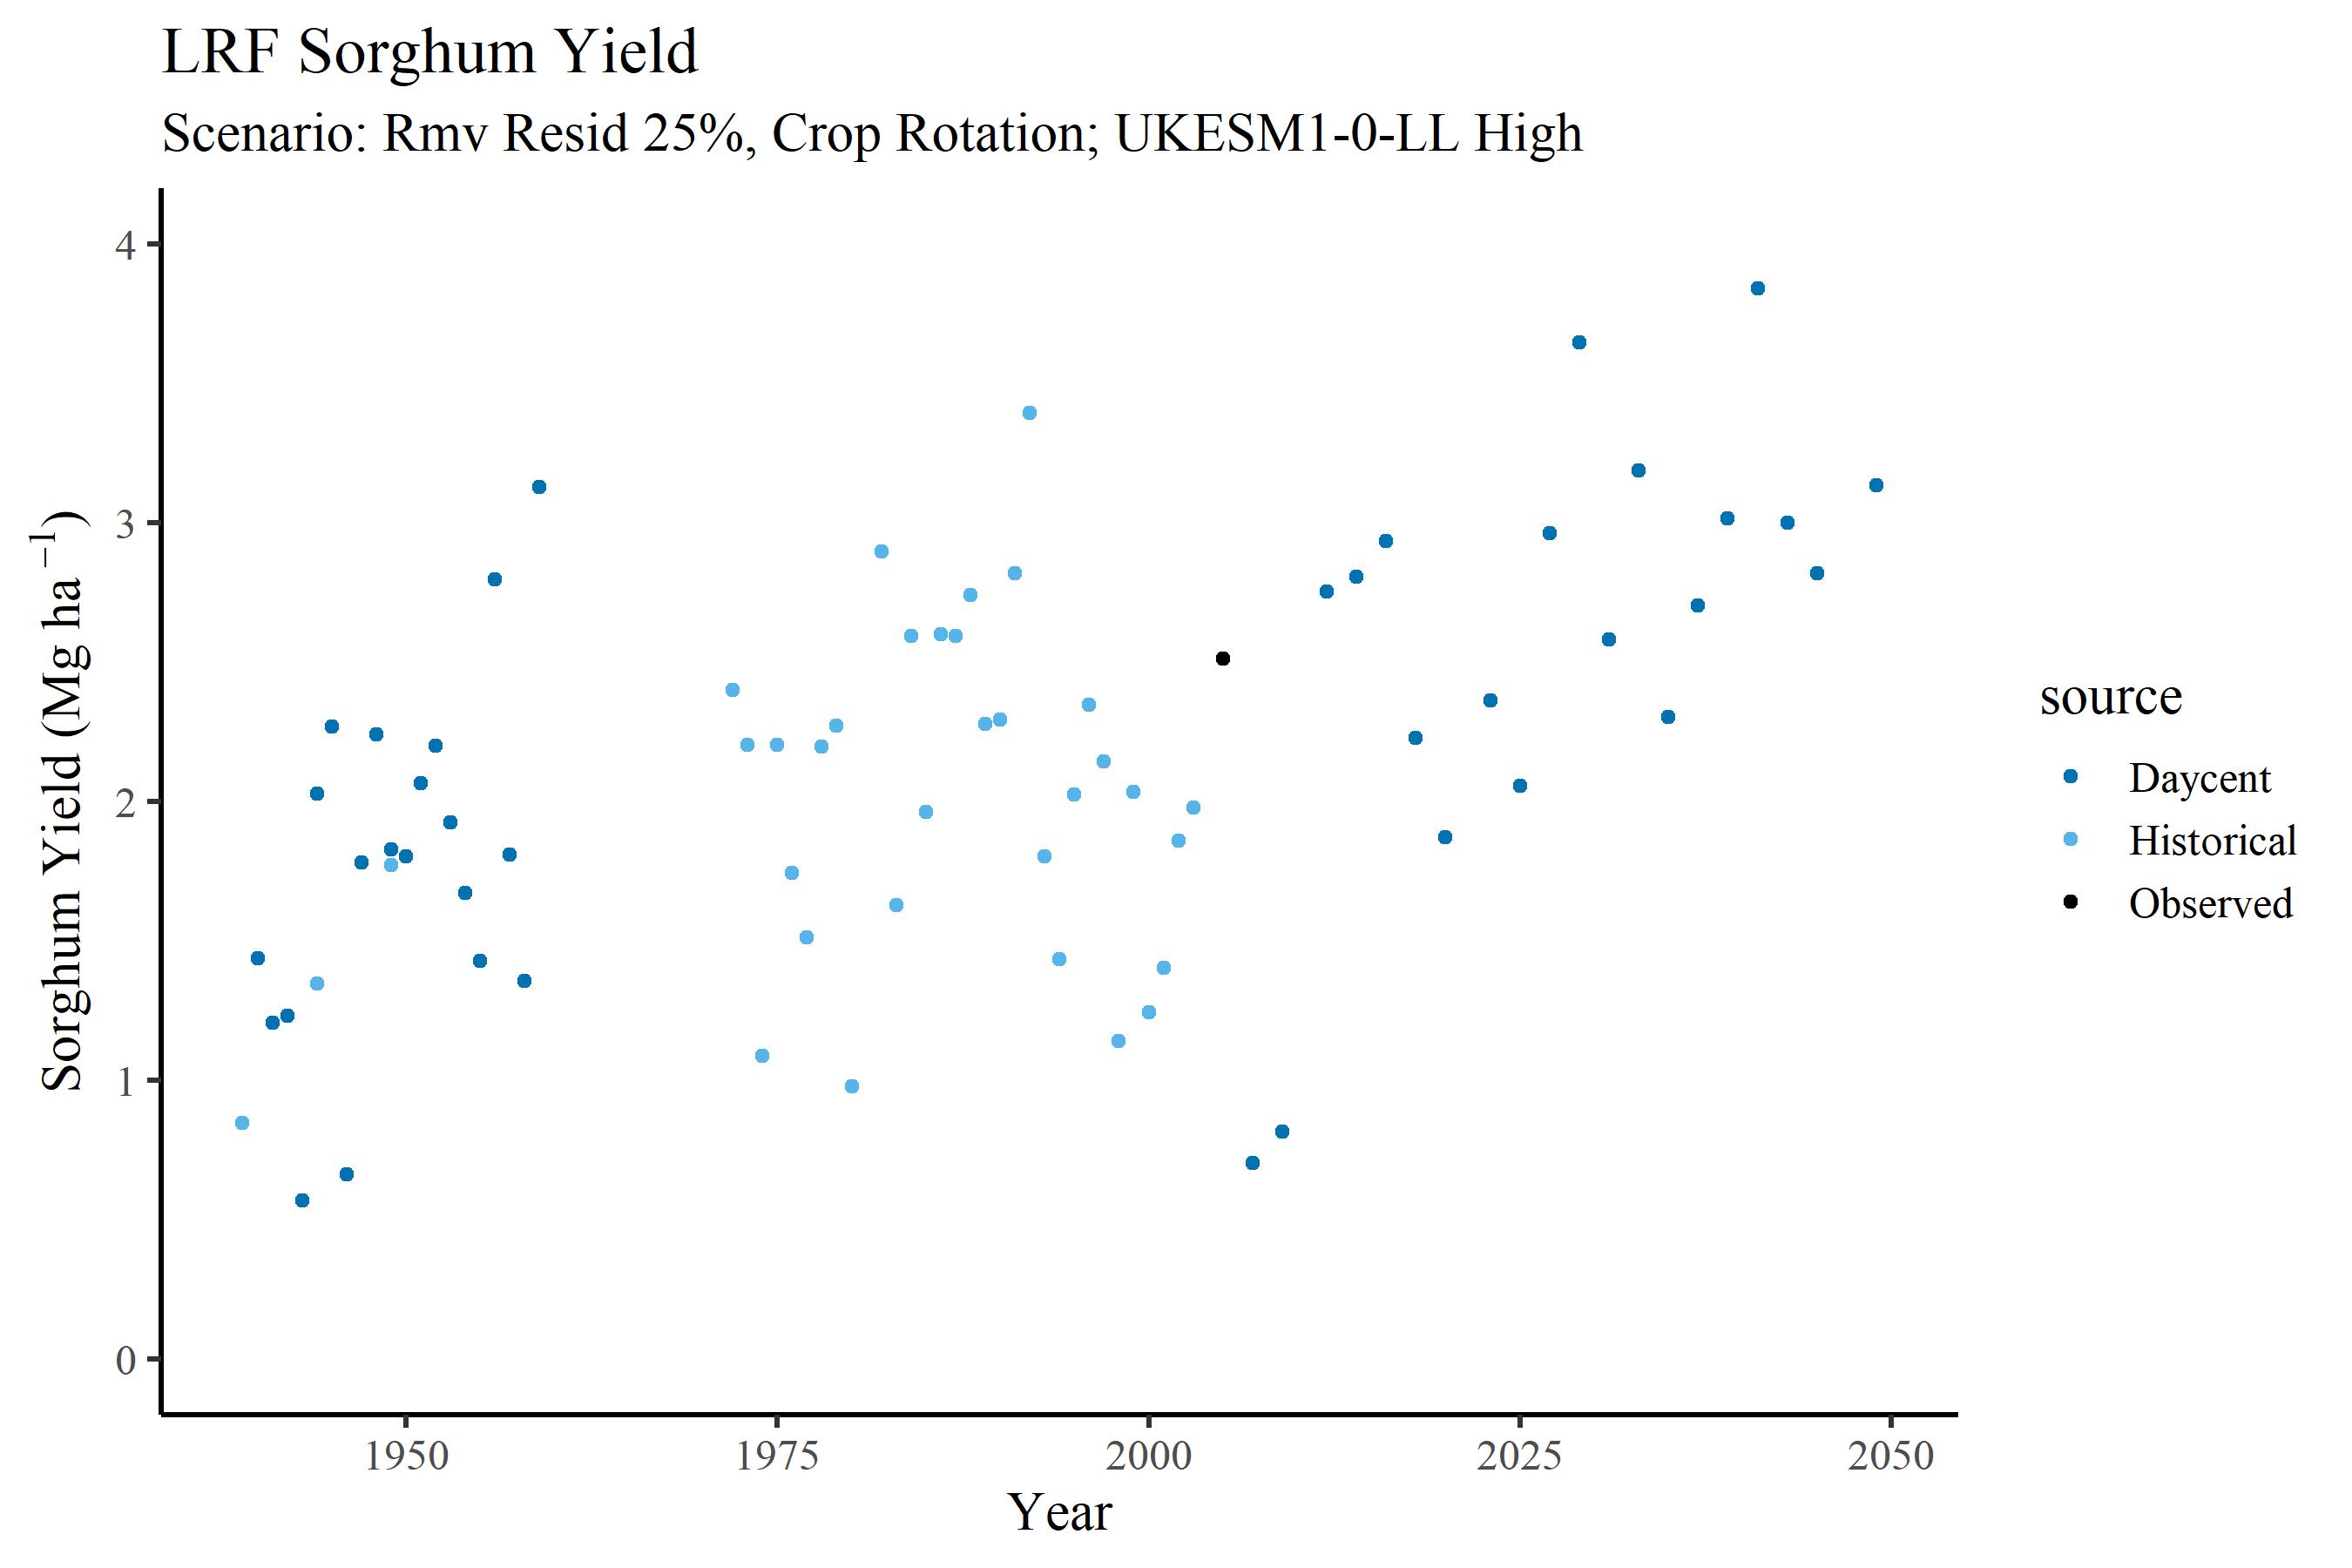 LRF Sorghum Yield
Scenario: Rmv Resid 25%, Crop Rotation; UKESM1-0-LL High
Sorghum Yield (Mg ha⁻¹)
4
3
2
1
0
1950 1975 2000 2025 2050
Year
source
Daycent
Historical
Observed